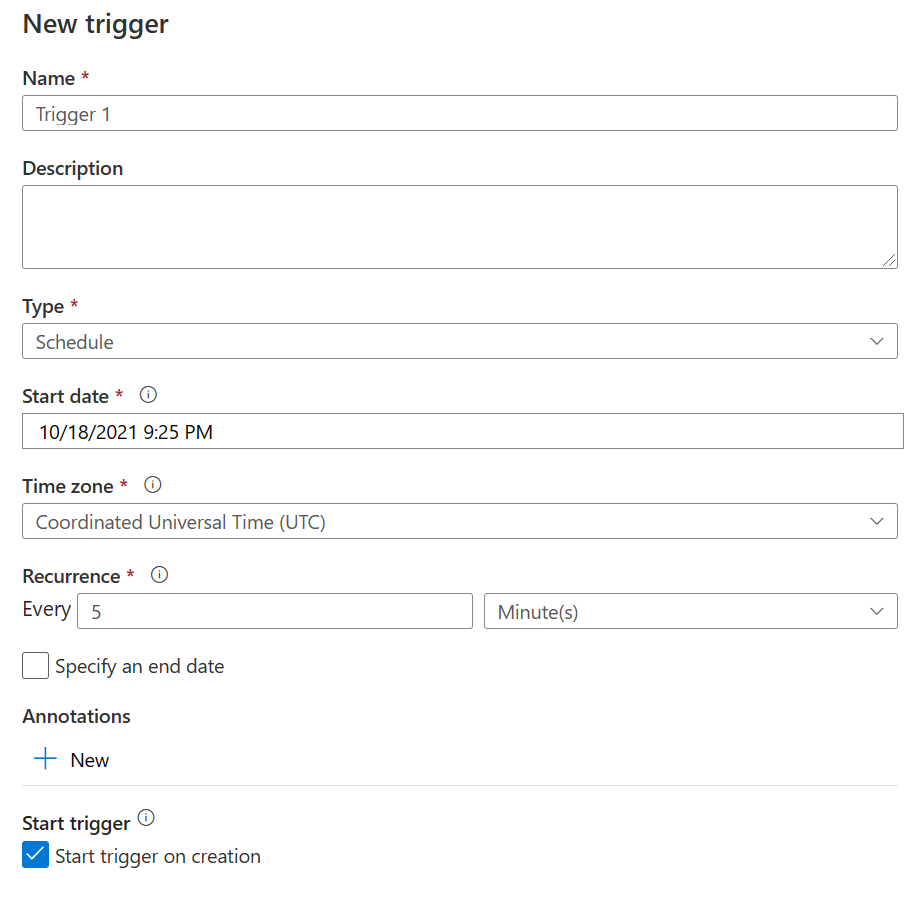 New trigger
Name *
Trigger 1
Description
Type *
Schedule
Start date *
10/18/2021 9:25 PM
Time zone *
Coordinated Universal Time (UTC)
Recurrence *
Every 5 Minute(s)
Specify an end date
Annotations
New
Start trigger
Start trigger on creation